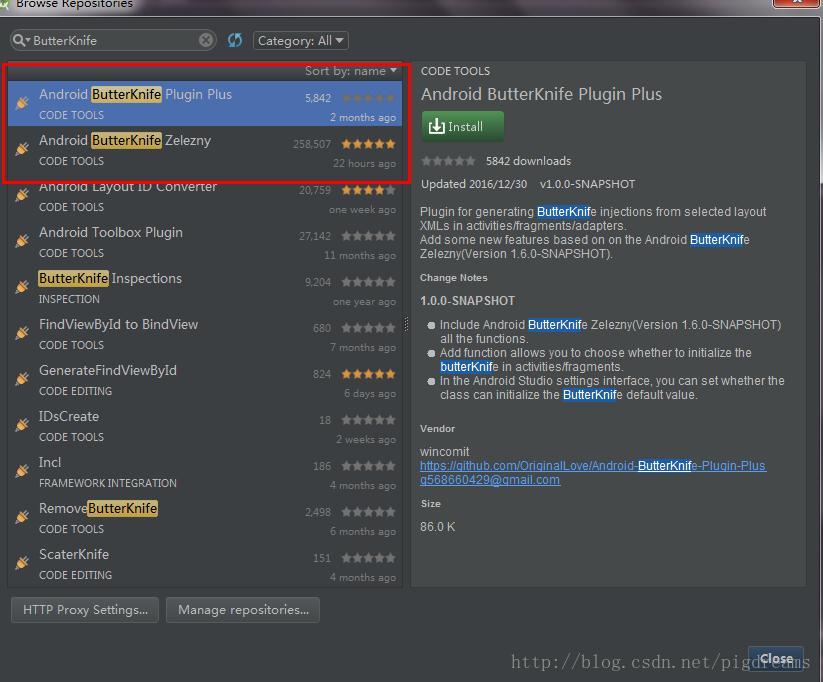 Browse Repositories
ButterKnife
Category: All
Sort by: name
Android ButterKnife Plugin Plus
5,842
CODE TOOLS
2 months ago
Android ButterKnife Zelezny
258,507
CODE TOOLS
22 hours ago
Android Layout ID Converter
20,759
CODE TOOLS
one week ago
Android Toolbox Plugin
27,142
CODE TOOLS
11 months ago
ButterKnife Inspections
9,204
INSPECTION
one year ago
FindViewById to BindView
680
CODE TOOLS
7 months ago
GenerateFindViewById
824
CODE EDITING
6 days ago
IDsCreate
18
CODE TOOLS
2 weeks ago
Incl
186
FRAMEWORK INTEGRATION
4 months ago
RemoveButterKnife
2,498
CODE TOOLS
6 months ago
ScaterKnife
151
CODE EDITING
4 months ago
HTTP Proxy Settings...
Manage repositories...
CODE TOOLS
Android ButterKnife Plugin Plus
Install
5842 downloads
Updated 2016/12/30 v1.0.0-SNAPSHOT
Plugin for generating ButterKnife injections from selected layout
XMLs in activities/fragments/adapters.
Add some new features based on on the Android ButterKnife
Zelezny(Version 1.6.0-SNAPSHOT).
Change Notes
1.0.0-SNAPSHOT
Include Android ButterKnife Zelezny(Version 1.6.0-SNAPSHOT)
all the functions.
Add function allows you to choose whether to initialize the
butterKnife in activities/fragments.
In the Android Studio settings interface, you can set whether the
class can initialize the ButterKnife default value.
Vendor
wincomit
https://github.com/OriginalLove/Android-ButterKnife-Plugin-Plus
q568660429@gmail.com
Size
86.0 K
Close
http://blog.csdn.net/pigdreams